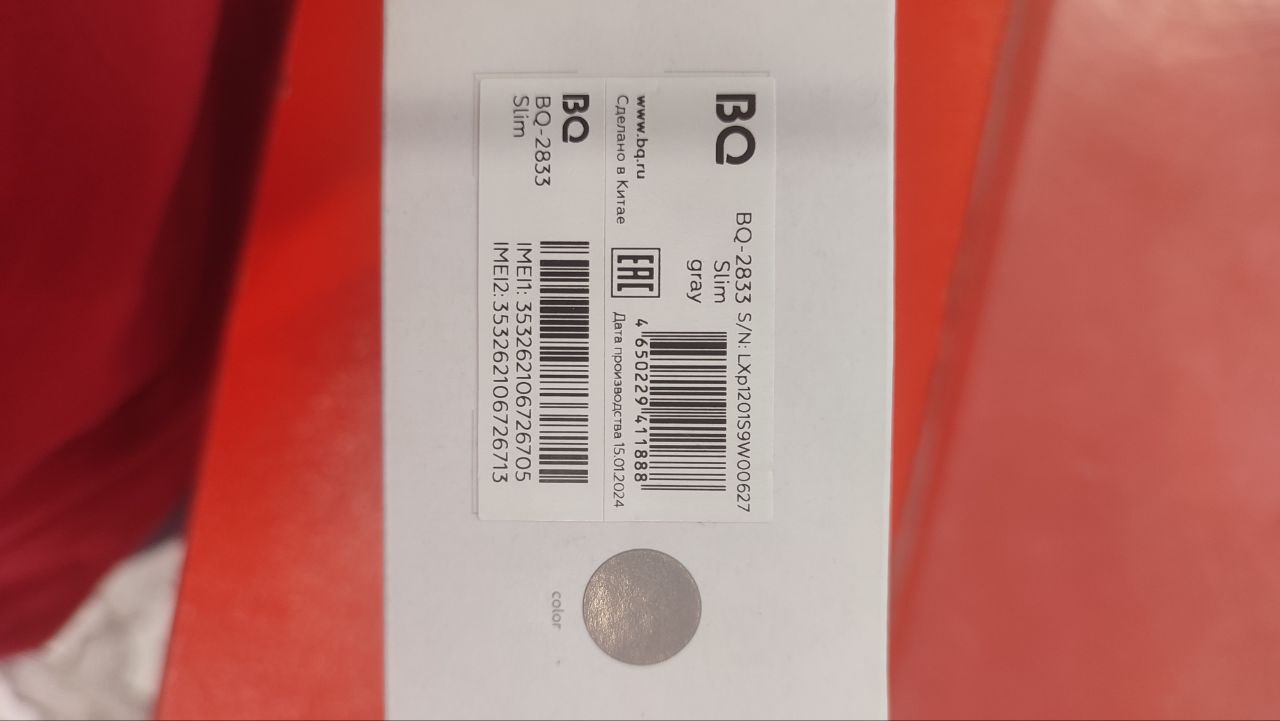 BQ
BQ-2833
Slim
gray
S/N: LXp1201S9W00627
4 650229 411888
www.bq.ru
Сделано в Китае
EAC
Дата производства 15.01.2024
BQ
BQ-2833
Slim
IMEI1: 353262106726705
IMEI2: 353262106726713
color